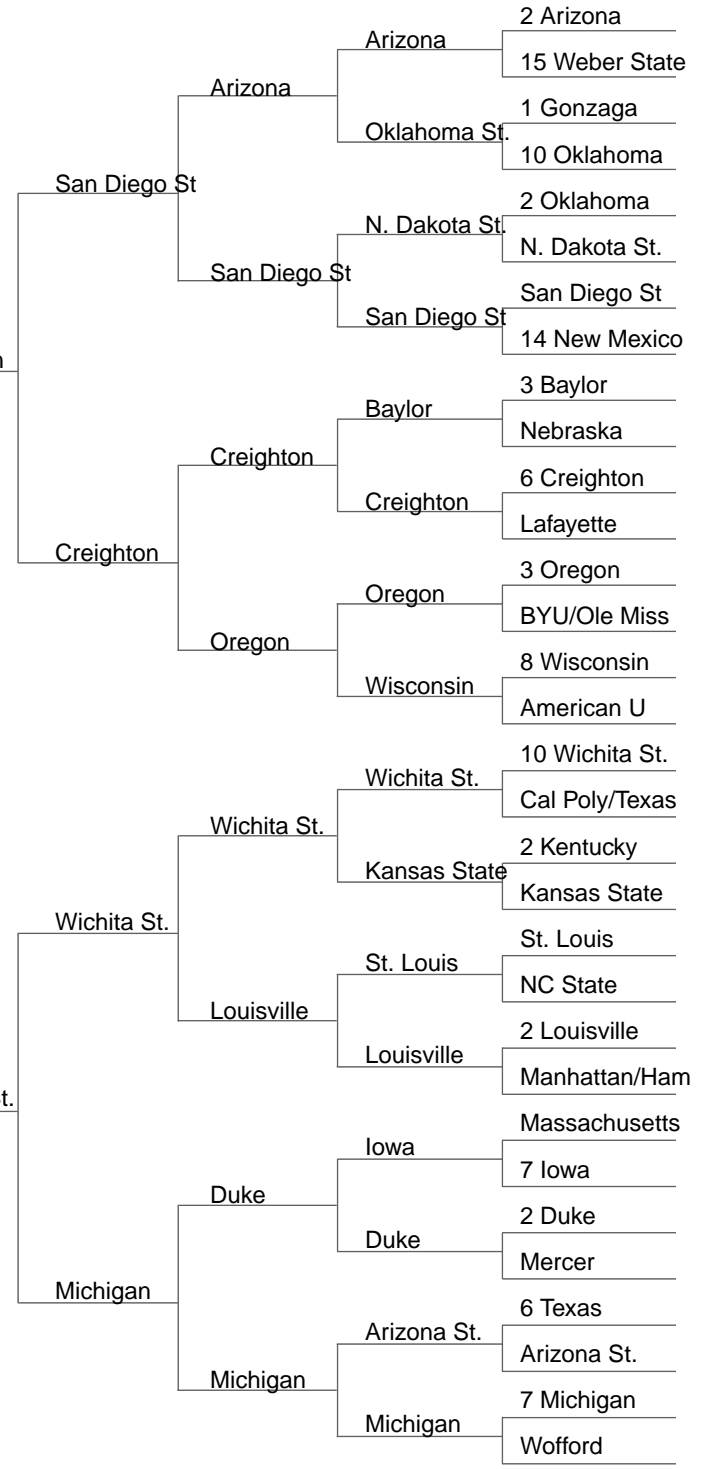 2 Arizona
Arizona
15 Weber State
Arizona
1 Gonzaga
Oklahoma St.
10 Oklahoma
San Diego St
2 Oklahoma
N. Dakota St.
N. Dakota St.
San Diego St
San Diego St
San Diego St
14 New Mexico
n
3 Baylor
Baylor
Nebraska
Creighton
6 Creighton
Creighton
Lafayette
Creighton
3 Oregon
Oregon
BYU/Ole Miss
Oregon
8 Wisconsin
Wisconsin
American U
10 Wichita St.
Wichita St.
Cal Poly/Texas
Wichita St.
2 Kentucky
Kansas State
Kansas State
Wichita St.
St. Louis
St. Louis
NC State
Louisville
2 Louisville
Louisville
Manhattan/Ham
t.
Massachusetts
Iowa
7 Iowa
Duke
2 Duke
Duke
Mercer
Michigan
6 Texas
Arizona St.
Arizona St.
Michigan
7 Michigan
Michigan
Wofford